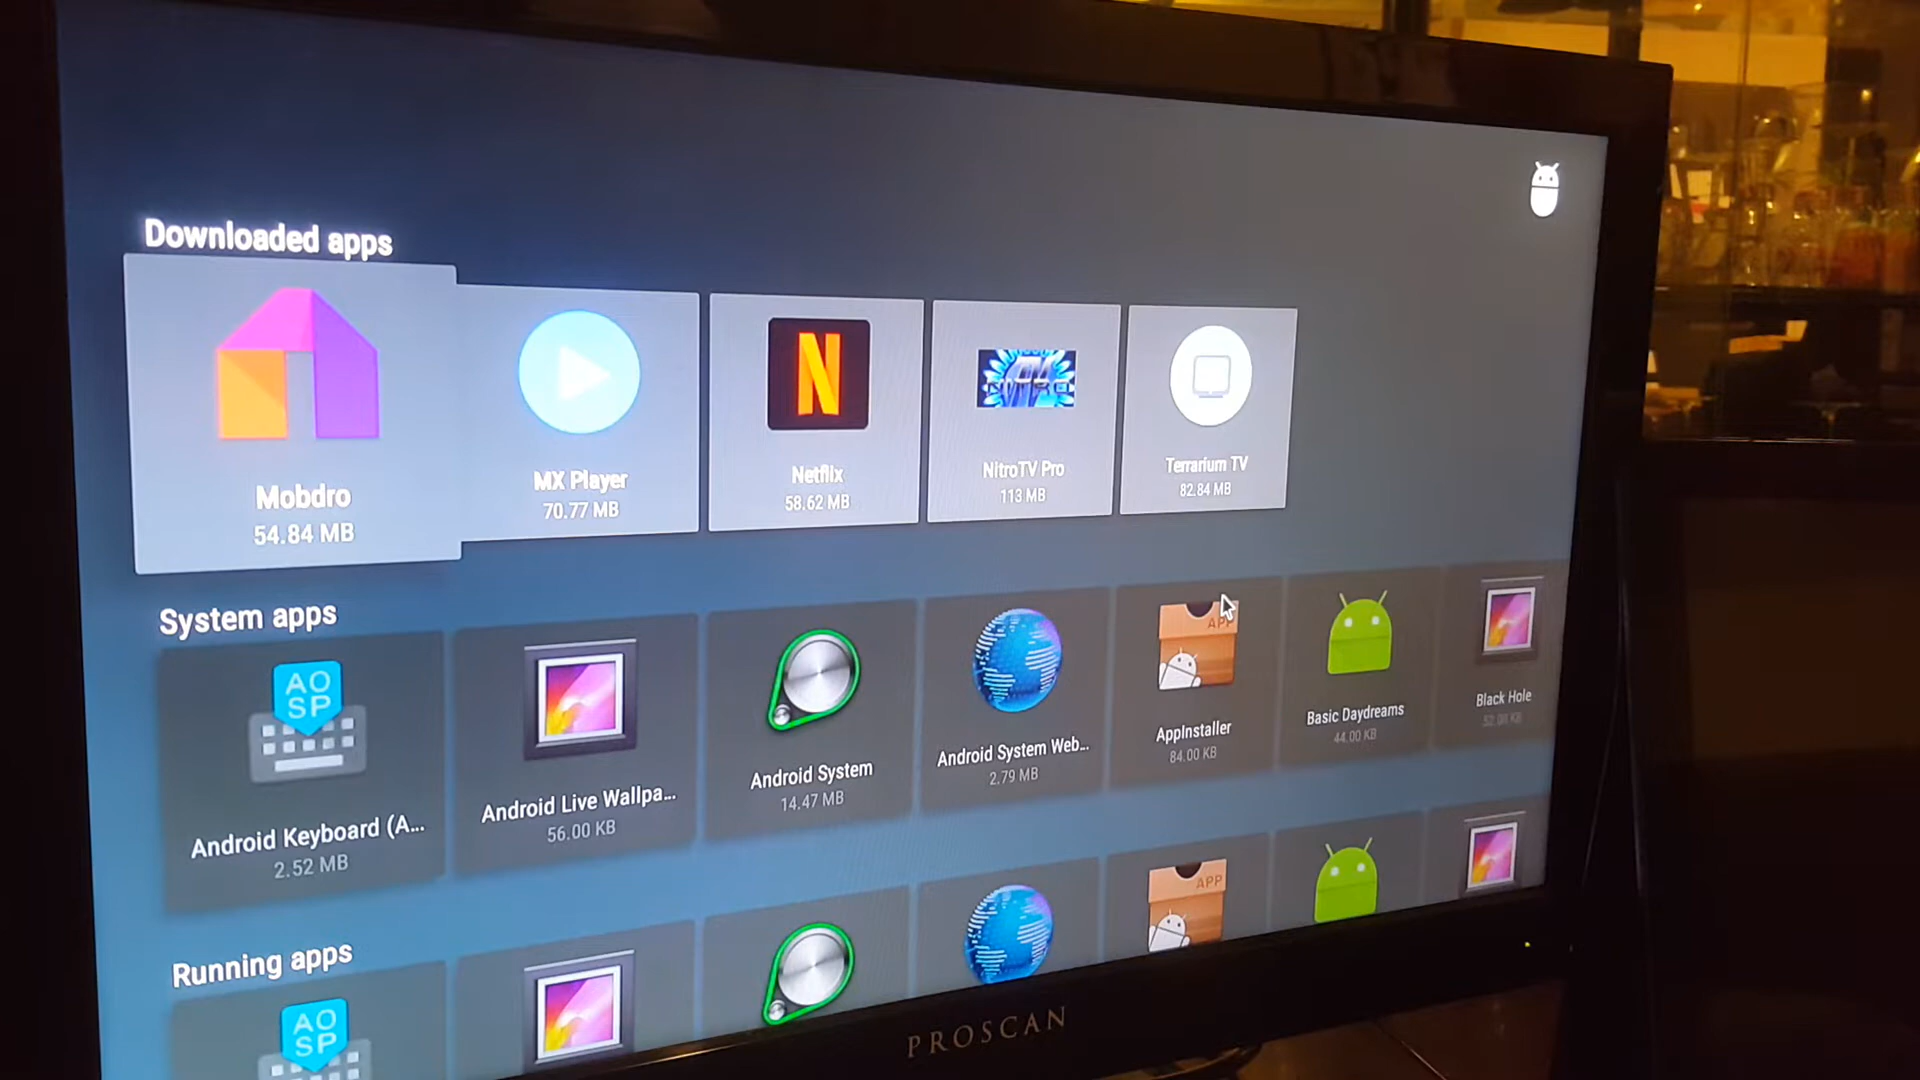 Downloaded apps
Mobdro
54.84 MB
MX Player
70.77 MB
N
Netflix
58.62 MB
NitroTV Pro
113 MB
Terrarium TV
82.84 MB
System apps
AO
SP
Android Keyboard (A...
2.52 MB
Android Live Wallpa...
56.00 KB
Android System
14.47 MB
Android System Web...
2.79 MB
APP
AppInstaller
84.00 KB
Basic Daydreams
44.00 KB
Black Hole
Running apps
AO
SP
APP
PROSCAN